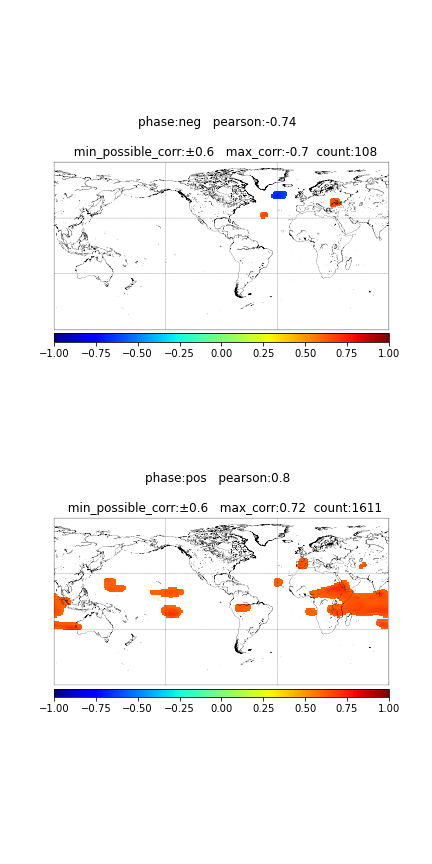 phase:neg   pearson:-0.74
min_possible_corr:±0.6   max_corr:-0.7  count:108
−1.00 −0.75 −0.50 −0.25 0.00 0.25 0.50 0.75 1.00
phase:pos   pearson:0.8
min_possible_corr:±0.6   max_corr:0.72  count:1611
−1.00 −0.75 −0.50 −0.25 0.00 0.25 0.50 0.75 1.00